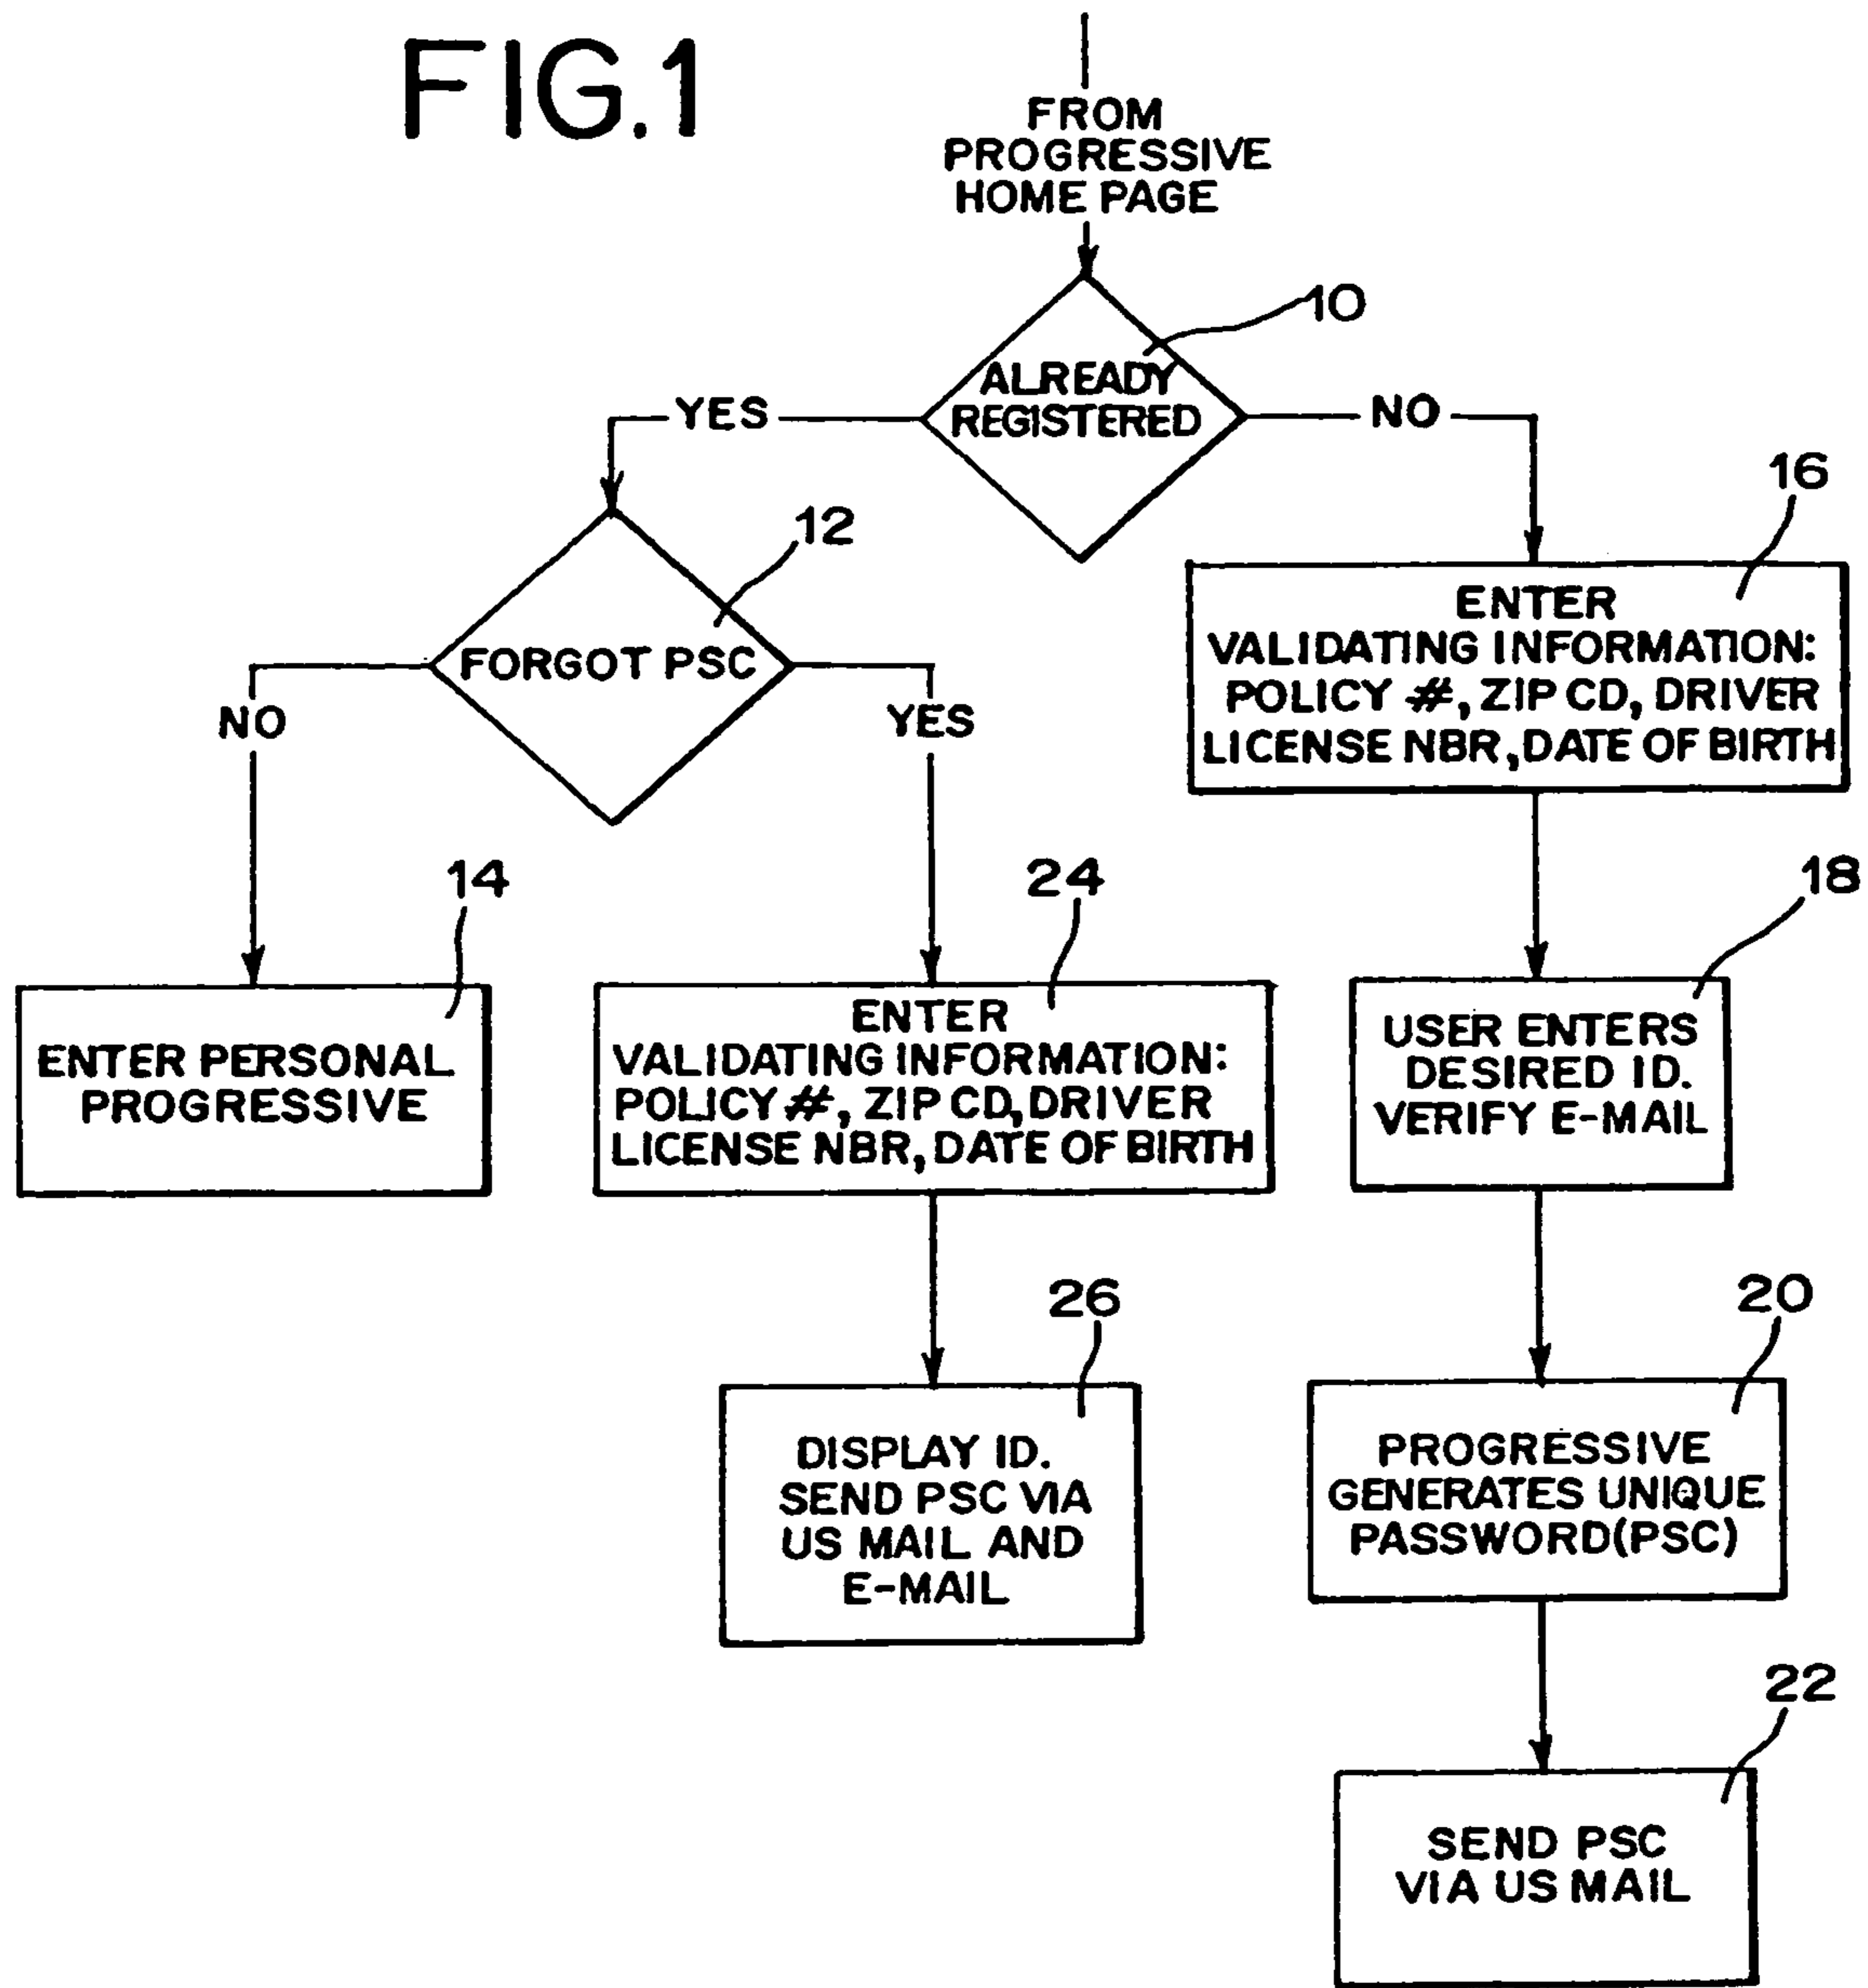 FIG.1
FROM
PROGRESSIVE
HOME PAGE
10
ALREADY
REGISTERED
YES
NO
16
12
ENTER
VALIDATING INFORMATION:
POLICY #, ZIP CD, DRIVER
LICENSE NBR, DATE OF BIRTH
FORGOT PSC
NO
YES
14
24
18
ENTER PERSONAL
PROGRESSIVE
ENTER
VALIDATING INFORMATION:
POLICY #, ZIP CD, DRIVER
LICENSE NBR, DATE OF BIRTH
USER ENTERS
DESIRED ID.
VERIFY E-MAIL
26
20
DISPLAY ID.
SEND PSC VIA
US MAIL AND
E-MAIL
PROGRESSIVE
GENERATES UNIQUE
PASSWORD(PSC)
22
SEND PSC
VIA US MAIL